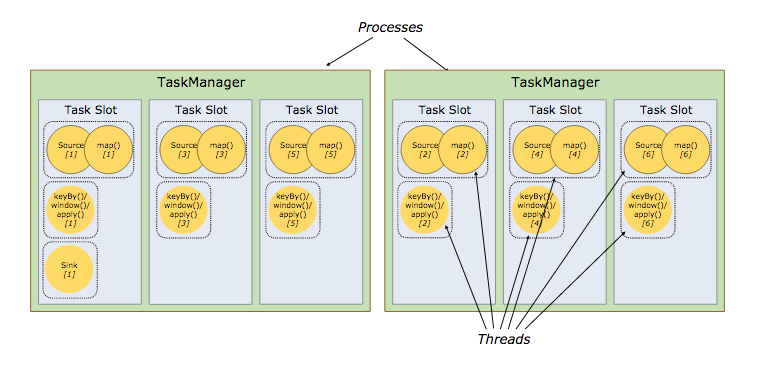 Processes
TaskManager
Task Slot
Source
[1]
map()
[1]
keyBy()/
window()/
apply()
[1]
Sink
[1]
Task Slot
Source
[3]
map()
[3]
keyBy()/
window()/
apply()
[3]
Task Slot
Source
[5]
map()
[5]
keyBy()/
window()/
apply()
[5]
TaskManager
Task Slot
Source
[2]
map()
[2]
keyBy()/
window()/
apply()
[2]
Task Slot
Source
[4]
map()
[4]
keyBy()/
window()/
apply()
[4]
Task Slot
Source
[6]
map()
[6]
keyBy()/
window()/
apply()
[6]
Threads